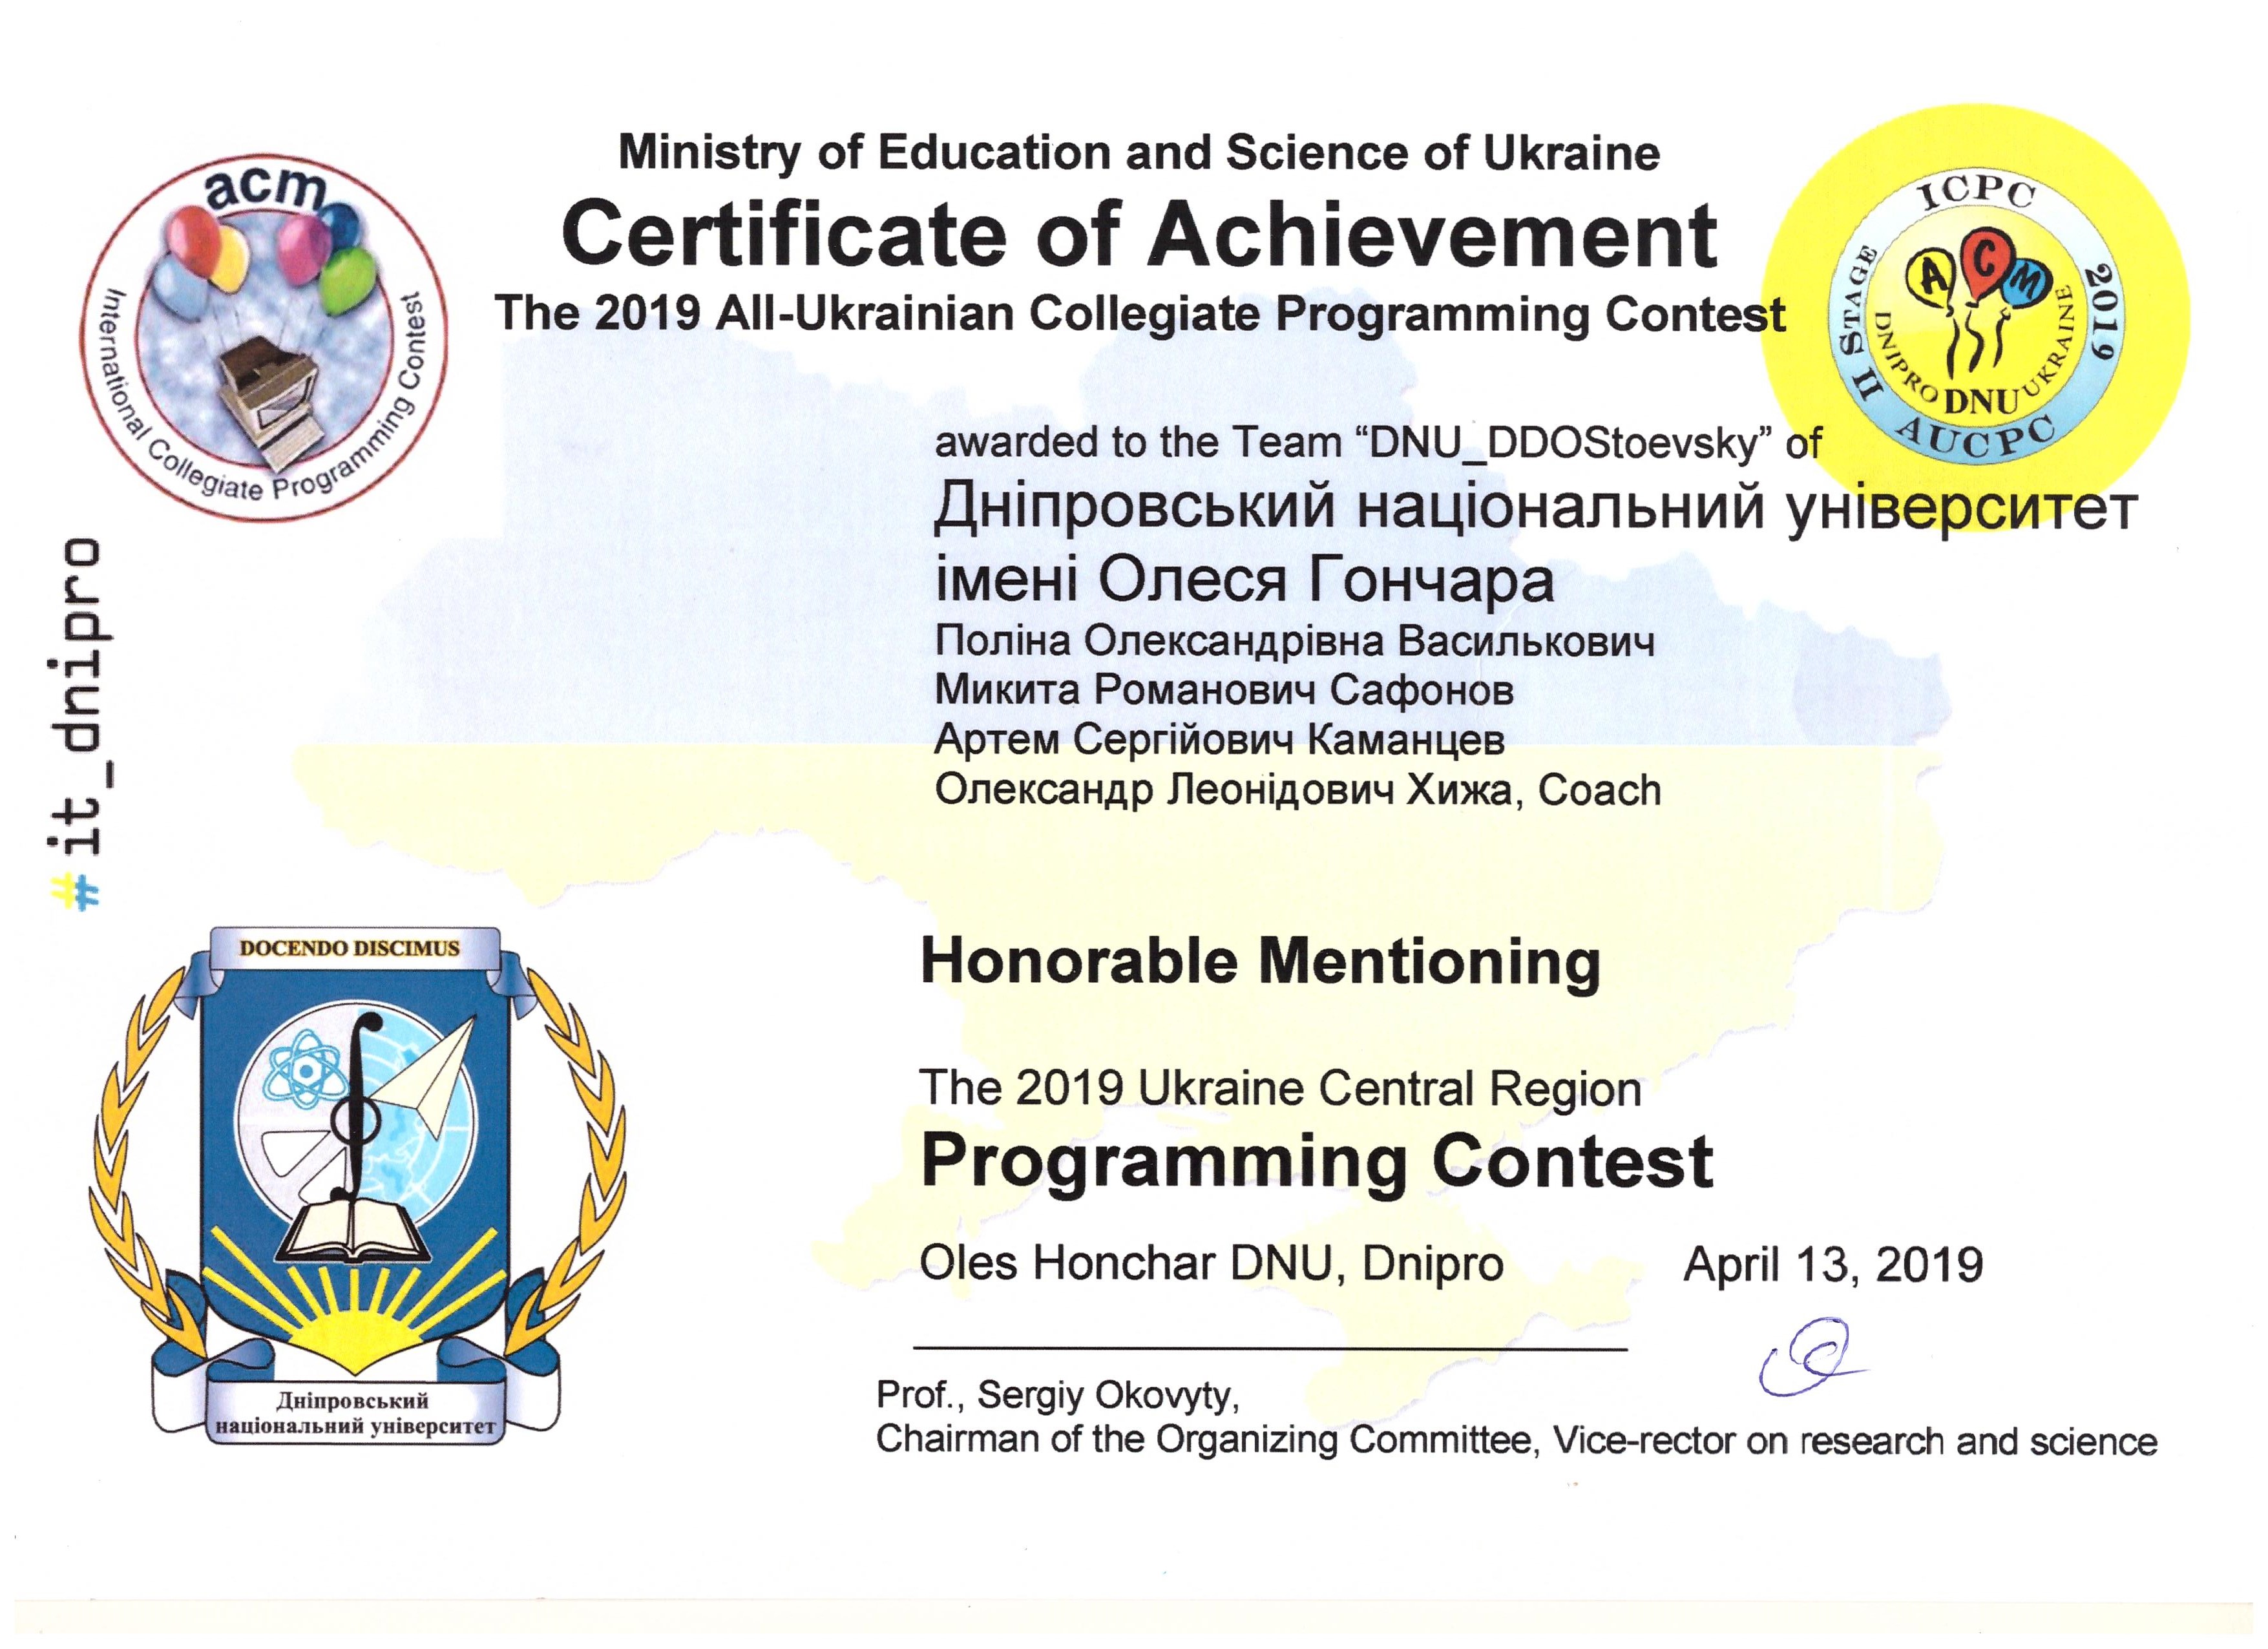 acm
International Collegiate Programming Contest
Ministry of Education and Science of Ukraine
Certificate of Achievement
The 2019 All-Ukrainian Collegiate Programming Contest
ICPC
2019
II STAGE
AUCPC
A C M
DNIPRO DNU UKRAINE
awarded to the Team “DNU_DDOStoevsky” of
Дніпровський національний університет
імені Олеся Гончара
Поліна Олександрівна Василькович
Микита Романович Сафонов
Артем Сергійович Каманцев
Олександр Леонідович Хижа, Coach
#it_dnipro
Honorable Mentioning
The 2019 Ukraine Central Region
Programming Contest
Oles Honchar DNU, Dnipro April 13, 2019
Prof., Sergiy Okovyty,
Chairman of the Organizing Committee, Vice-rector on research and science
DOCENDO DISCIMUS
Дніпровський
національний університет